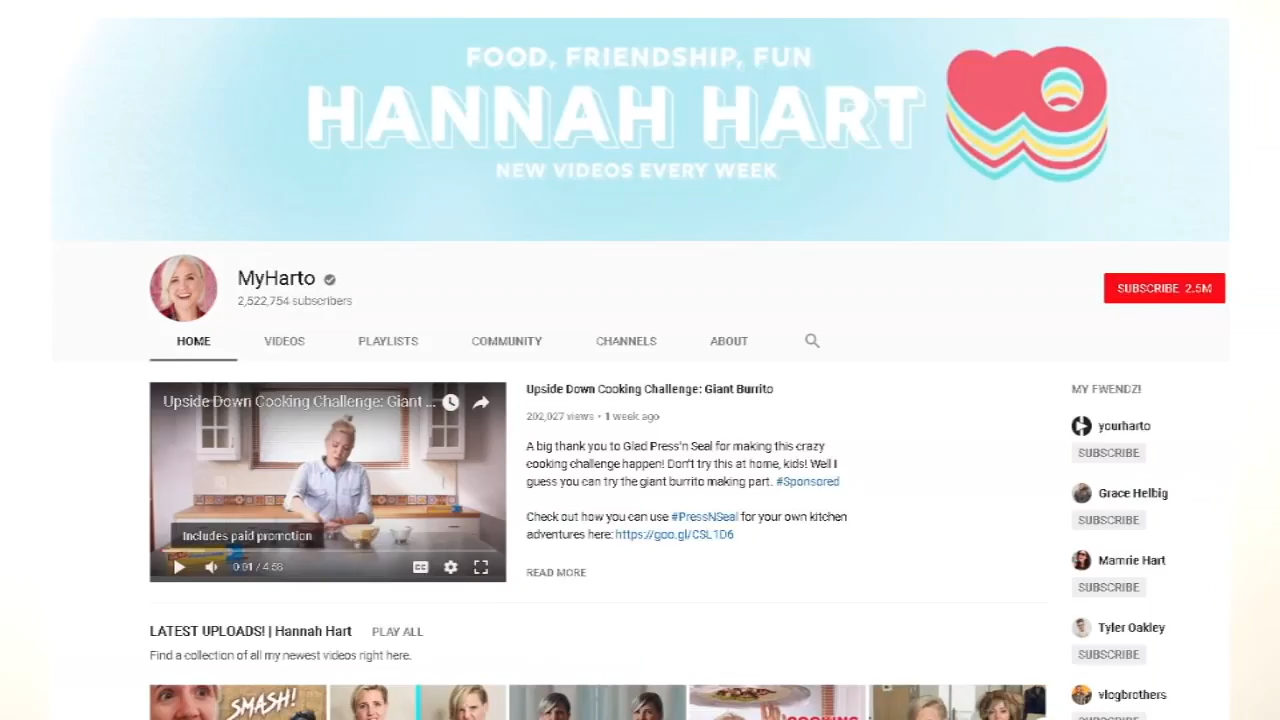 FOOD, FRIENDSHIP, FUN
HANNAH HART
NEW VIDEOS EVERY WEEK
MyHarto
2,522,754 subscribers
SUBSCRIBE 2.5M
HOME
VIDEOS
PLAYLISTS
COMMUNITY
CHANNELS
ABOUT
Upside Down Cooking Challenge: Giant ...
Includes paid promotion
0:01 / 4:58
CC
Upside Down Cooking Challenge: Giant Burrito
202,027 views • 1 week ago
A big thank you to Glad Press'n Seal for making this crazy
cooking challenge happen! Don't try this at home, kids! Well I
guess you can try the giant burrito making part. #Sponsored
Check out how you can use #PressNSeal for your own kitchen
adventures here: https://goo.gl/CSL1D6
READ MORE
MY FWENDZ!
yourharto
SUBSCRIBE
Grace Helbig
SUBSCRIBE
Mamrie Hart
SUBSCRIBE
Tyler Oakley
SUBSCRIBE
vlogbrothers
SUBSCRIBE
LATEST UPLOADS! | Hannah Hart PLAY ALL
Find a collection of all my newest videos right here.
SMASH!
COOKING